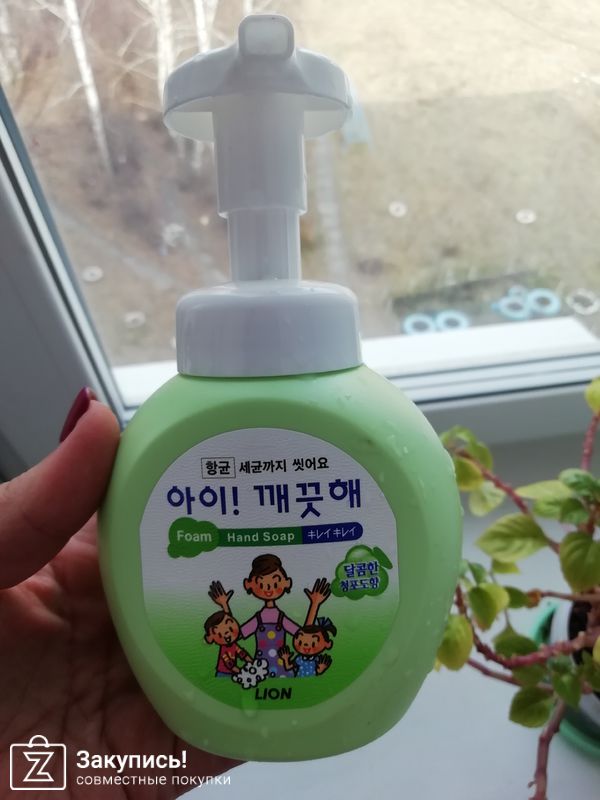 항균 세균까지 씻어요
아이! 깨끗해
Foam Hand Soap キレイキレイ
달콤한
청포도향
LION
Закупись!
совместные покупки